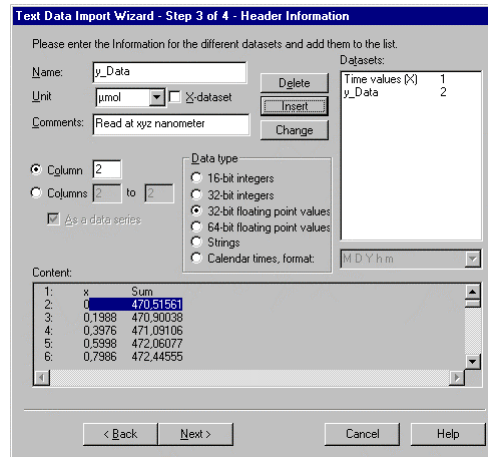 Text Data Import Wizard - Step 3 of 4 - Header Information
Please enter the Information for the different datasets and add them to the list.
Name: y_Data
Unit µmol X-dataset
Comments: Read at xyz nanometer
Delete
Insert
Change
Datasets:
Time values (X) 1
y_Data 2
Column 2
Columns 2 to 2
As a data series
Data type
16-bit integers
32-bit integers
32-bit floating point values
64-bit floating point values
Strings
Calendar times, format:
M D Y h m
Content:
1: x Sum
2: 0 470,51561
3: 0,1988 470,90038
4: 0,3976 471,09106
5: 0,5998 472,06077
6: 0,7986 472,44555
< Back Next > Cancel Help